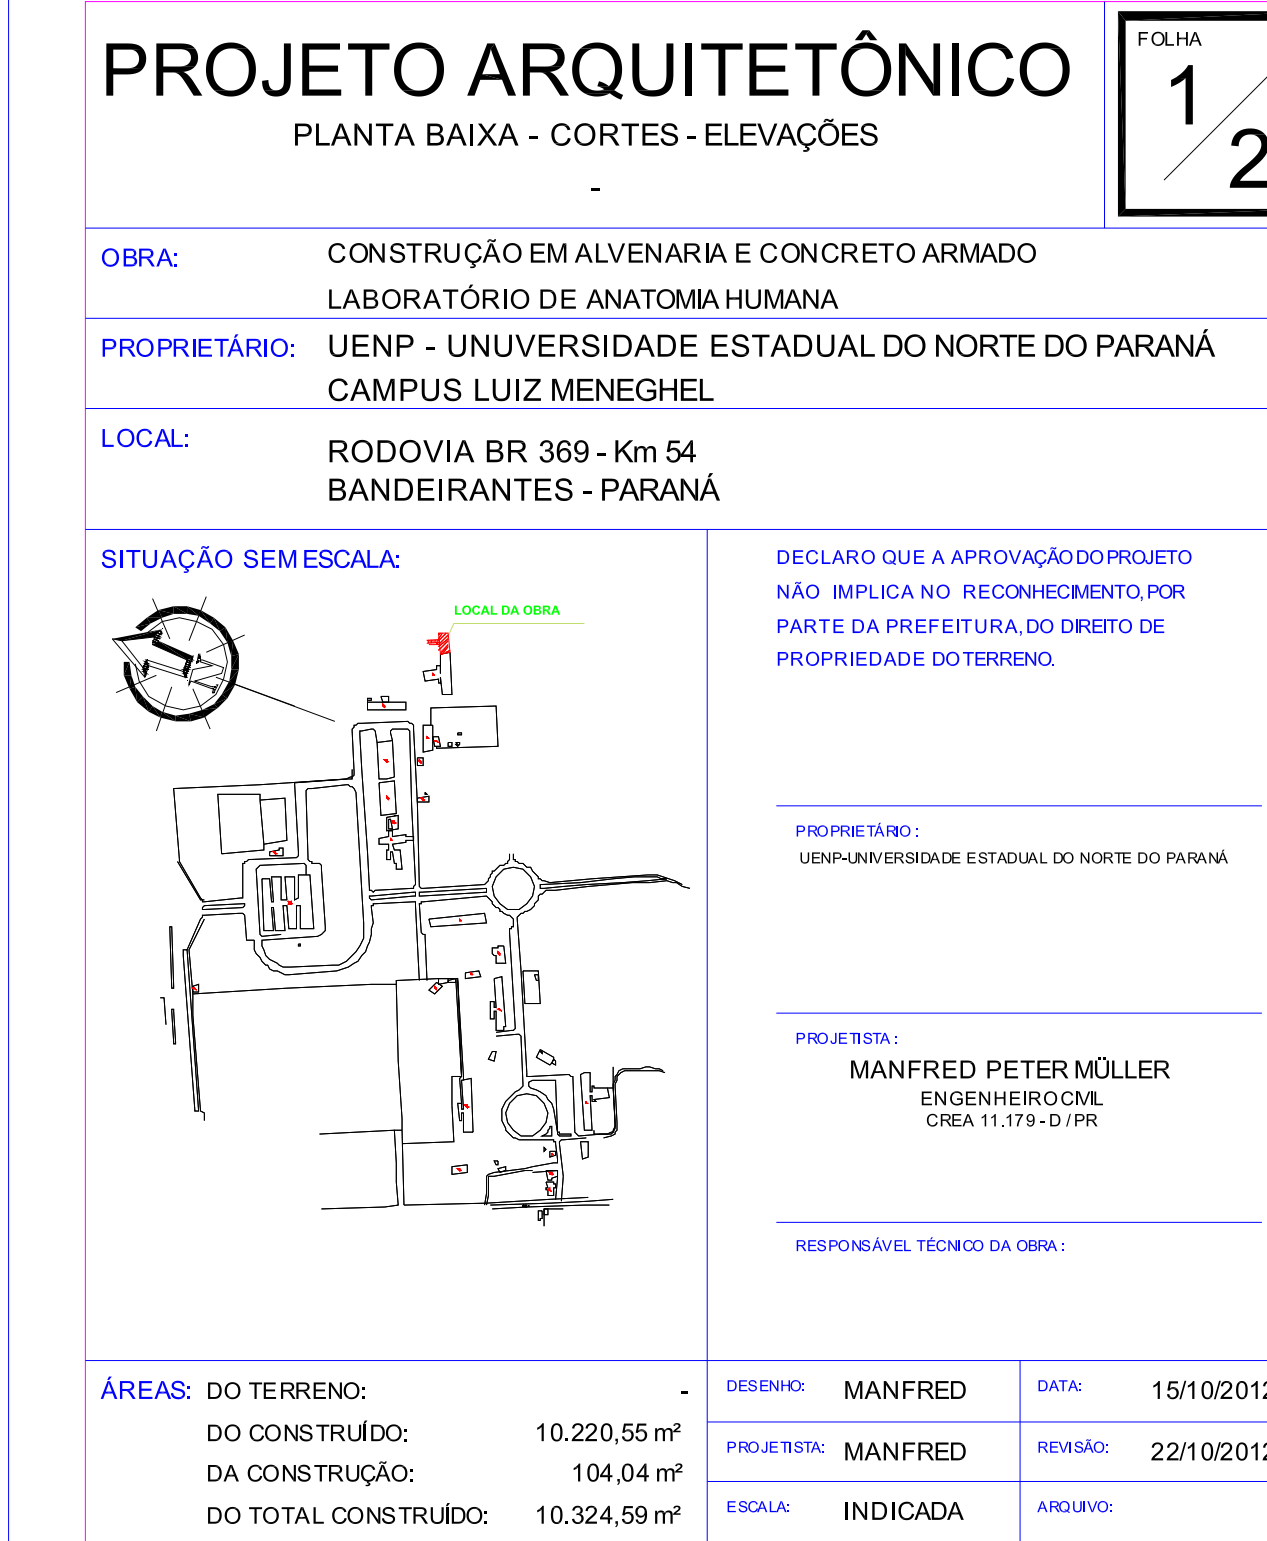 PROJETO ARQUITETÔNICO
PLANTA BAIXA - CORTES - ELEVAÇÕES
-
FOLHA
1
2
OBRA: CONSTRUÇÃO EM ALVENARIA E CONCRETO ARMADO
LABORATÓRIO DE ANATOMIA HUMANA
PROPRIETÁRIO: UENP - UNUVERSIDADE ESTADUAL DO NORTE DO PARANÁ
CAMPUS LUIZ MENEGHEL
LOCAL:
RODOVIA BR 369 - Km 54
BANDEIRANTES - PARANÁ
SITUAÇÃO SEM ESCALA:
LOCAL DA OBRA
DECLARO QUE A APROVAÇÃO DO PROJETO
NÃO IMPLICA NO RECONHECIMENTO, POR
PARTE DA PREFEITURA, DO DIREITO DE
PROPRIEDADE DO TERRENO.
PROPRIETÁRIO :
UENP-UNIVERSIDADE ESTADUAL DO NORTE DO PARANÁ
PROJETISTA :
MANFRED PETER MÜLLER
ENGENHEIRO CIVIL
CREA 11.179 - D / PR
RESPONSÁVEL TÉCNICO DA OBRA :
ÁREAS: DO TERRENO: -
DO CONSTRUÍDO: 10.220,55 m²
DA CONSTRUÇÃO: 104,04 m²
DO TOTAL CONSTRUÍDO: 10.324,59 m²
DESENHO: MANFRED
DATA: 15/10/2012
PROJETISTA: MANFRED
REVISÃO: 22/10/2012
ESCALA: INDICADA
ARQUIVO: